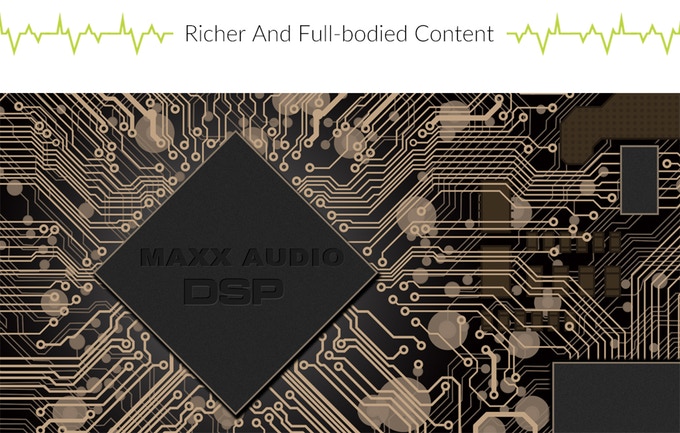 Richer And Full-bodied Content
MAXX AUDIO
DSP